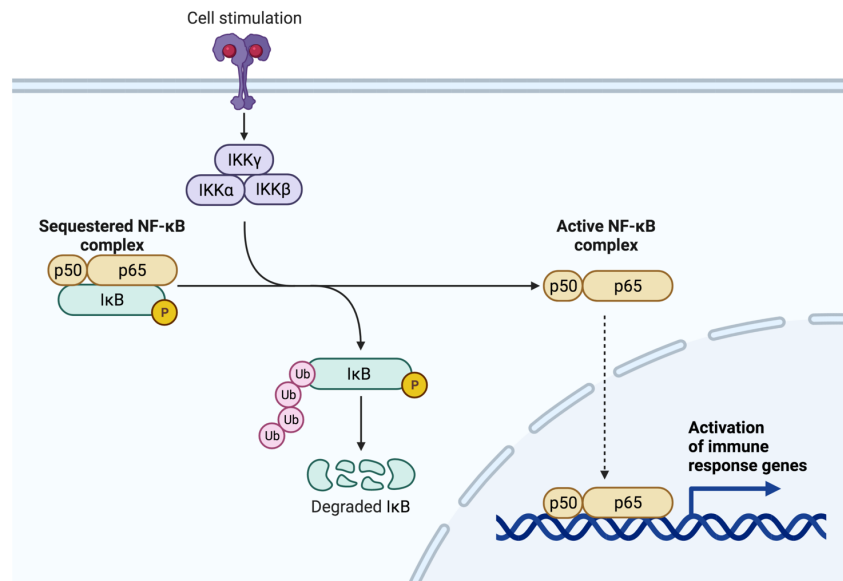 Cell stimulation
IKKγ
IKKα
IKKβ
Sequestered NF-κB
complex
p50
p65
IκB
P
Active NF-κB
complex
p50
p65
Ub
IκB
P
Ub
Ub
Ub
Degraded IκB
Activation
of immune
response genes
p50
p65